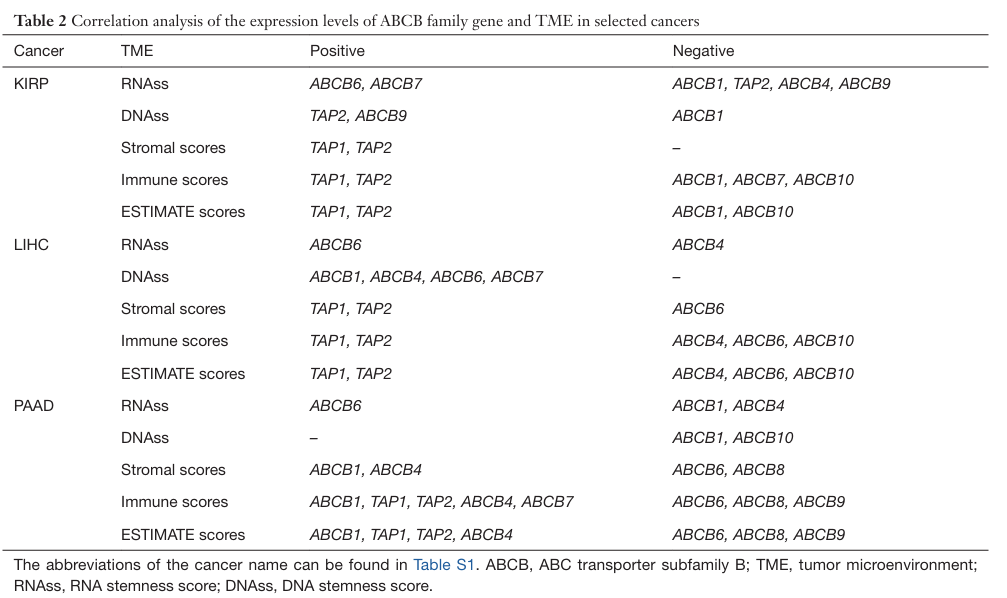 Table 2 Correlation analysis of the expression levels of ABCB family gene and TME in selected cancers
Cancer TME Positive Negative
KIRP RNAss ABCB6, ABCB7 ABCB1, TAP2, ABCB4, ABCB9
DNAss TAP2, ABCB9 ABCB1
Stromal scores TAP1, TAP2 –
Immune scores TAP1, TAP2 ABCB1, ABCB7, ABCB10
ESTIMATE scores TAP1, TAP2 ABCB1, ABCB10
LIHC RNAss ABCB6 ABCB4
DNAss ABCB1, ABCB4, ABCB6, ABCB7 –
Stromal scores TAP1, TAP2 ABCB6
Immune scores TAP1, TAP2 ABCB4, ABCB6, ABCB10
ESTIMATE scores TAP1, TAP2 ABCB4, ABCB6, ABCB10
PAAD RNAss ABCB6 ABCB1, ABCB4
DNAss – ABCB1, ABCB10
Stromal scores ABCB1, ABCB4 ABCB6, ABCB8
Immune scores ABCB1, TAP1, TAP2, ABCB4, ABCB7 ABCB6, ABCB8, ABCB9
ESTIMATE scores ABCB1, TAP1, TAP2, ABCB4 ABCB6, ABCB8, ABCB9
The abbreviations of the cancer name can be found in Table S1. ABCB, ABC transporter subfamily B; TME, tumor microenvironment;
RNAss, RNA stemness score; DNAss, DNA stemness score.